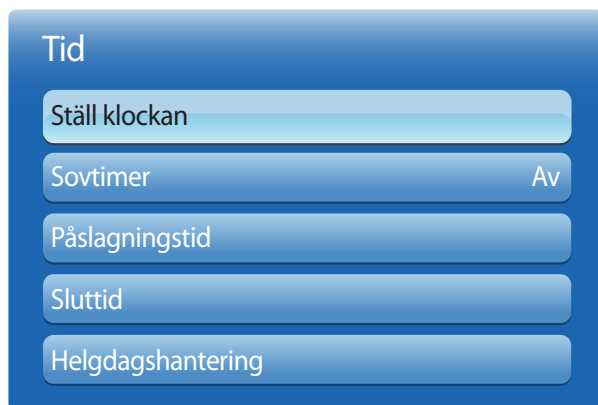 Tid
Ställ klockan
Sovtimer Av
Påslagningstid
Sluttid
Helgdagshantering